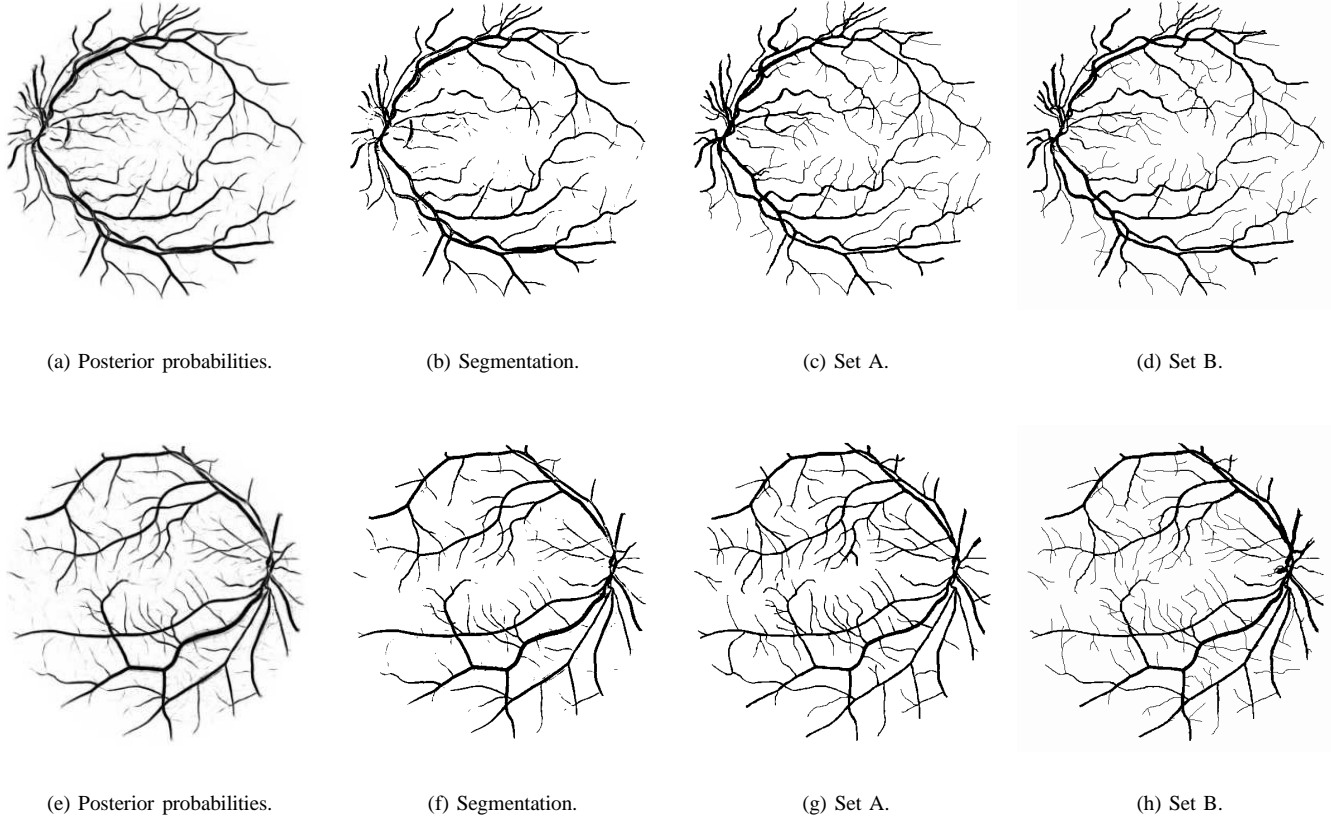 (a) Posterior probabilities.
(b) Segmentation.
(c) Set A.
(d) Set B.
(e) Posterior probabilities.
(f) Segmentation.
(g) Set A.
(h) Set B.